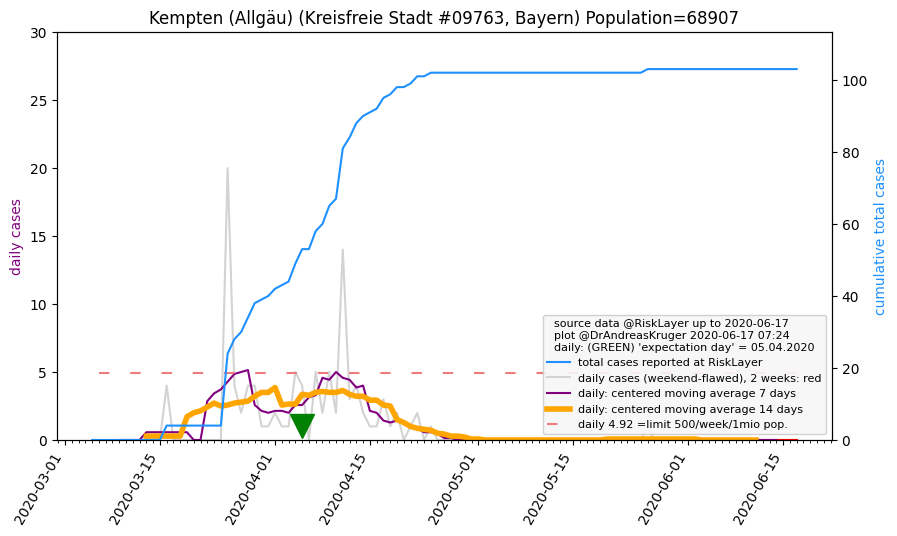 Kempten (Allgäu) (Kreisfreie Stadt #09763, Bayern) Population=68907
30
25
20
15
10
5
0
daily cases
100
80
60
40
20
0
cumulative total cases
source data @RiskLayer up to 2020-06-17
plot @DrAndreasKruger 2020-06-17 07:24
daily: (GREEN) 'expectation day' = 05.04.2020
total cases reported at RiskLayer
daily cases (weekend-flawed), 2 weeks: red
daily: centered moving average 7 days
daily: centered moving average 14 days
daily 4.92 =limit 500/week/1mio pop.
2020-03-01
2020-03-15
2020-04-01
2020-04-15
2020-05-01
2020-05-15
2020-06-01
2020-06-15